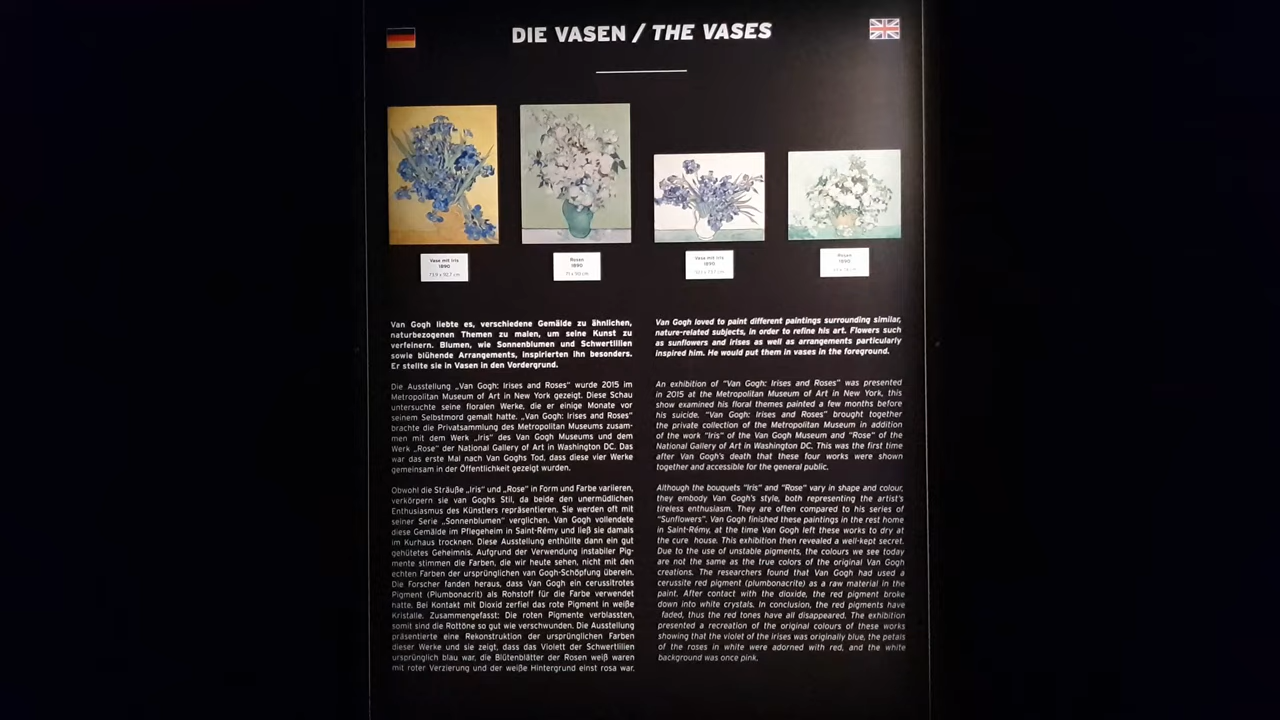 DIE VASEN / THE VASES
Vase mit Iris
1890
73,9 x 92,7 cm
Rosen
1890
71 x 90 cm
Vase mit Iris
1890
Rosen
1890
Van Gogh liebte es, verschiedene Gemälde zu ähnlichen,
naturbezogenen Themen zu malen, um seine Kunst zu
verfeinern. Blumen, wie Sonnenblumen und Schwertlilien
sowie blühende Arrangements, inspirierten ihn besonders.
Er stellte sie in Vasen in den Vordergrund.
Die Ausstellung „Van Gogh: Irises and Roses“ wurde 2015 im
Metropolitan Museum of Art in New York gezeigt. Diese Schau
untersuchte seine floralen Werke, die er einige Monate vor
seinem Selbstmord gemalt hatte. „Van Gogh: Irises and Roses“
brachte die Privatsammlung des Metropolitan Museums zusam-
men mit dem Werk „Iris“ des Van Gogh Museums und dem
Werk „Rose“ der National Gallery of Art in Washington DC. Das
war das erste Mal nach Van Goghs Tod, dass diese vier Werke
gemeinsam in der Öffentlichkeit gezeigt wurden.
Obwohl die Sträuße „Iris“ und „Rose“ in Form und Farbe variieren,
verkörpern sie van Goghs Stil, da beide den unermüdlichen
Enthusiasmus des Künstlers repräsentieren. Sie werden oft mit
seiner Serie „Sonnenblumen“ verglichen. Van Gogh vollendete
diese Gemälde im Pflegeheim in Saint-Rémy und ließ sie damals
im Kurhaus trocknen. Diese Ausstellung enthüllte dann ein gut
gehütetes Geheimnis. Aufgrund der Verwendung instabiler Pig-
mente stimmen die Farben, die wir heute sehen, nicht mit den
echten Farben der ursprünglichen van Gogh-Schöpfung überein.
Die Forscher fanden heraus, dass Van Gogh ein cerussitrotes
Pigment (Plumbonacrit) als Rohstoff für die Farbe verwendet
hatte. Bei Kontakt mit Dioxid zerfiel das rote Pigment in weiße
Kristalle. Zusammengefasst: Die roten Pigmente verblassten,
somit sind die Rottöne so gut wie verschwunden. Die Ausstellung
präsentierte eine Rekonstruktion der ursprünglichen Farben
dieser Werke und sie zeigt, dass das Violett der Schwertlilien
ursprünglich blau war, die Blütenblätter der Rosen weiß waren
mit roter Verzierung und der weiße Hintergrund einst rosa war.
Van Gogh loved to paint different paintings surrounding similar,
nature-related subjects, in order to refine his art. Flowers such
as sunflowers and irises as well as arrangements particularly
inspired him. He would put them in vases in the foreground.
An exhibition of "Van Gogh: Irises and Roses" was presented
in 2015 at the Metropolitan Museum of Art in New York, this
show examined his floral themes painted a few months before
his suicide. "Van Gogh: Irises and Roses" brought together
the private collection of the Metropolitan Museum in addition
of the work "Iris" of the Van Gogh Museum and "Rose" of the
National Gallery of Art in Washington DC. This was the first time
after Van Gogh's death that these four works were shown
together and accessible for the general public.
Although the bouquets "Iris" and "Rose" vary in shape and colour,
they embody Van Gogh's style, both representing the artist's
tireless enthusiasm. They are often compared to his series of
"Sunflowers". Van Gogh finished these paintings in the rest home
in Saint-Rémy, at the time Van Gogh left these works to dry at
the cure house. This exhibition then revealed a well-kept secret.
Due to the use of unstable pigments, the colours we see today
are not the same as the true colors of the original Van Gogh
creations. The researchers found that Van Gogh had used a
cerussite red pigment (plumbonacrite) as a raw material in the
paint. After contact with the dioxide, the red pigment broke
down into white crystals. In conclusion, the red pigments have
faded, thus the red tones have all disappeared. The exhibition
presented a recreation of the original colours of these works
showing that the violet of the irises was originally blue, the petals
of the roses in white were adorned with red, and the white
background was once pink.